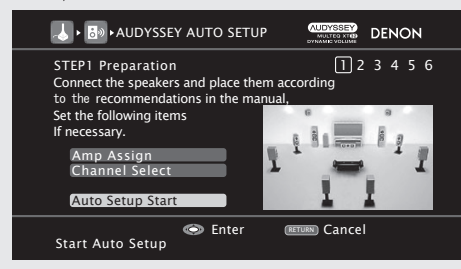 AUDYSSEY AUTO SETUP
AUDYSSEY
MULTEQ XT32
DYNAMIC VOLUME
DENON
STEP1 Preparation
1 2 3 4 5 6
Connect the speakers and place them according
to the recommendations in the manual,
Set the following items
If necessary.
Amp Assign
Channel Select
Auto Setup Start
Enter
RETURN Cancel
Start Auto Setup